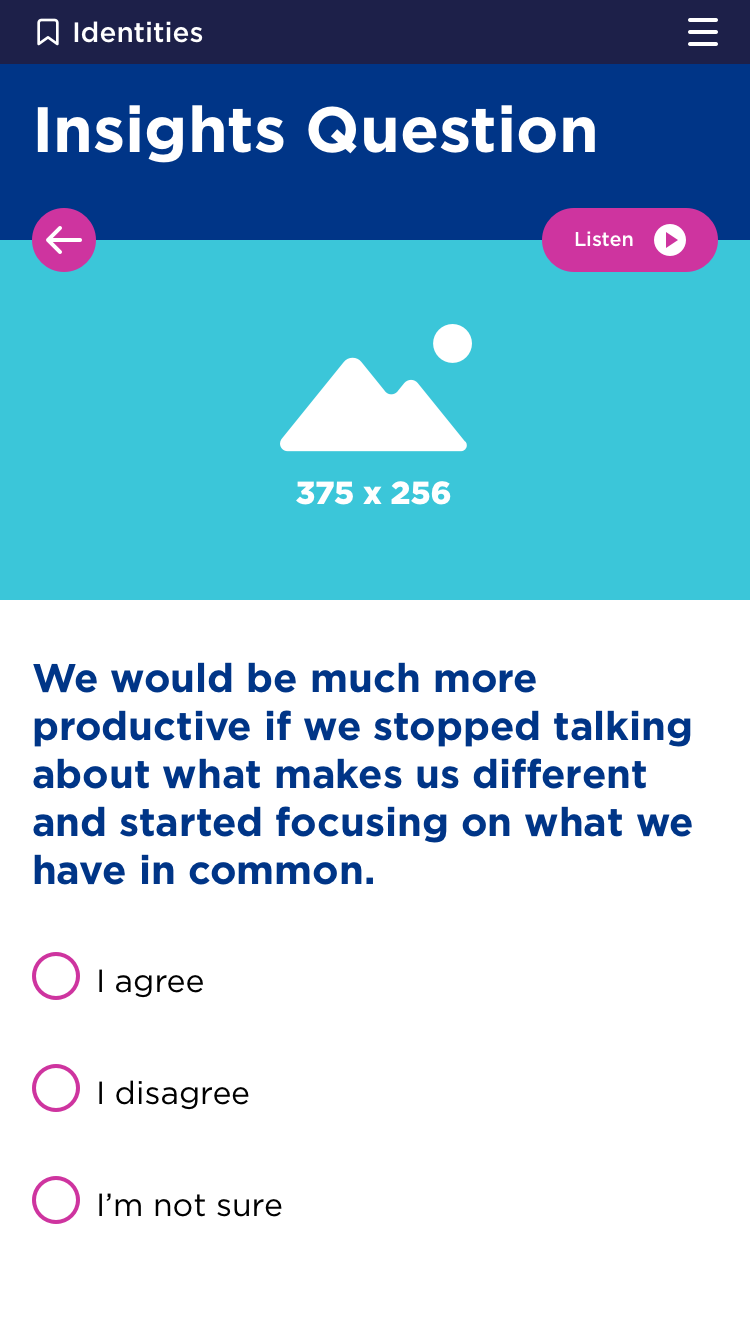 Identities
Insights Question
Listen
375 x 256
We would be much more
productive if we stopped talking
about what makes us different
and started focusing on what we
have in common.
I agree
I disagree
I’m not sure